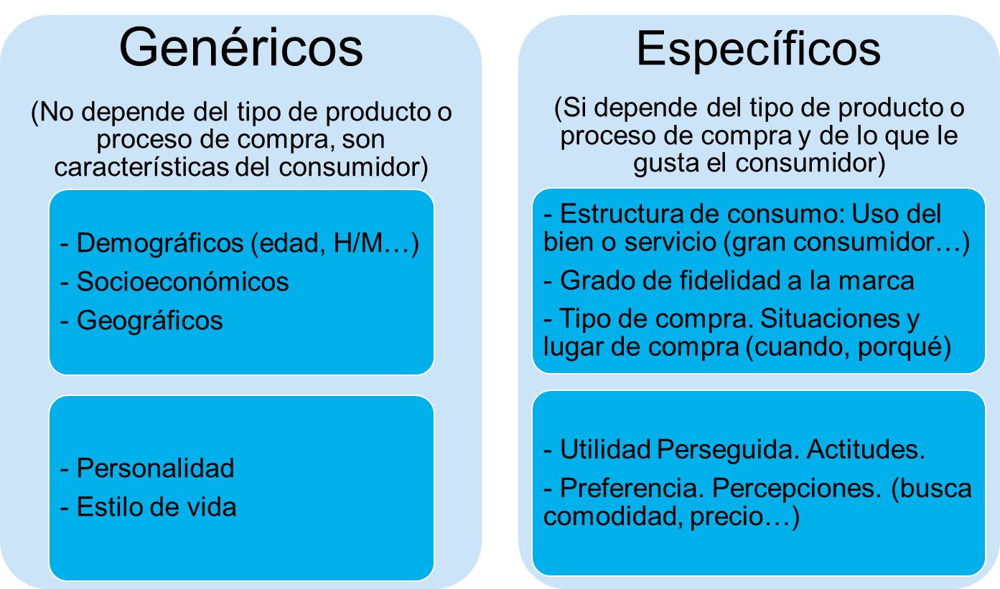 Genéricos
(No depende del tipo de producto o
proceso de compra, son
características del consumidor)
- Demográficos (edad, H/M…)
- Socioeconómicos
- Geográficos
- Personalidad
- Estilo de vida
Específicos
(Si depende del tipo de producto o
proceso de compra y de lo que le
gusta el consumidor)
- Estructura de consumo: Uso del
bien o servicio (gran consumidor…)
- Grado de fidelidad a la marca
- Tipo de compra. Situaciones y
lugar de compra (cuando, porqué)
- Utilidad Perseguida. Actitudes.
- Preferencia. Percepciones. (busca
comodidad, precio…)